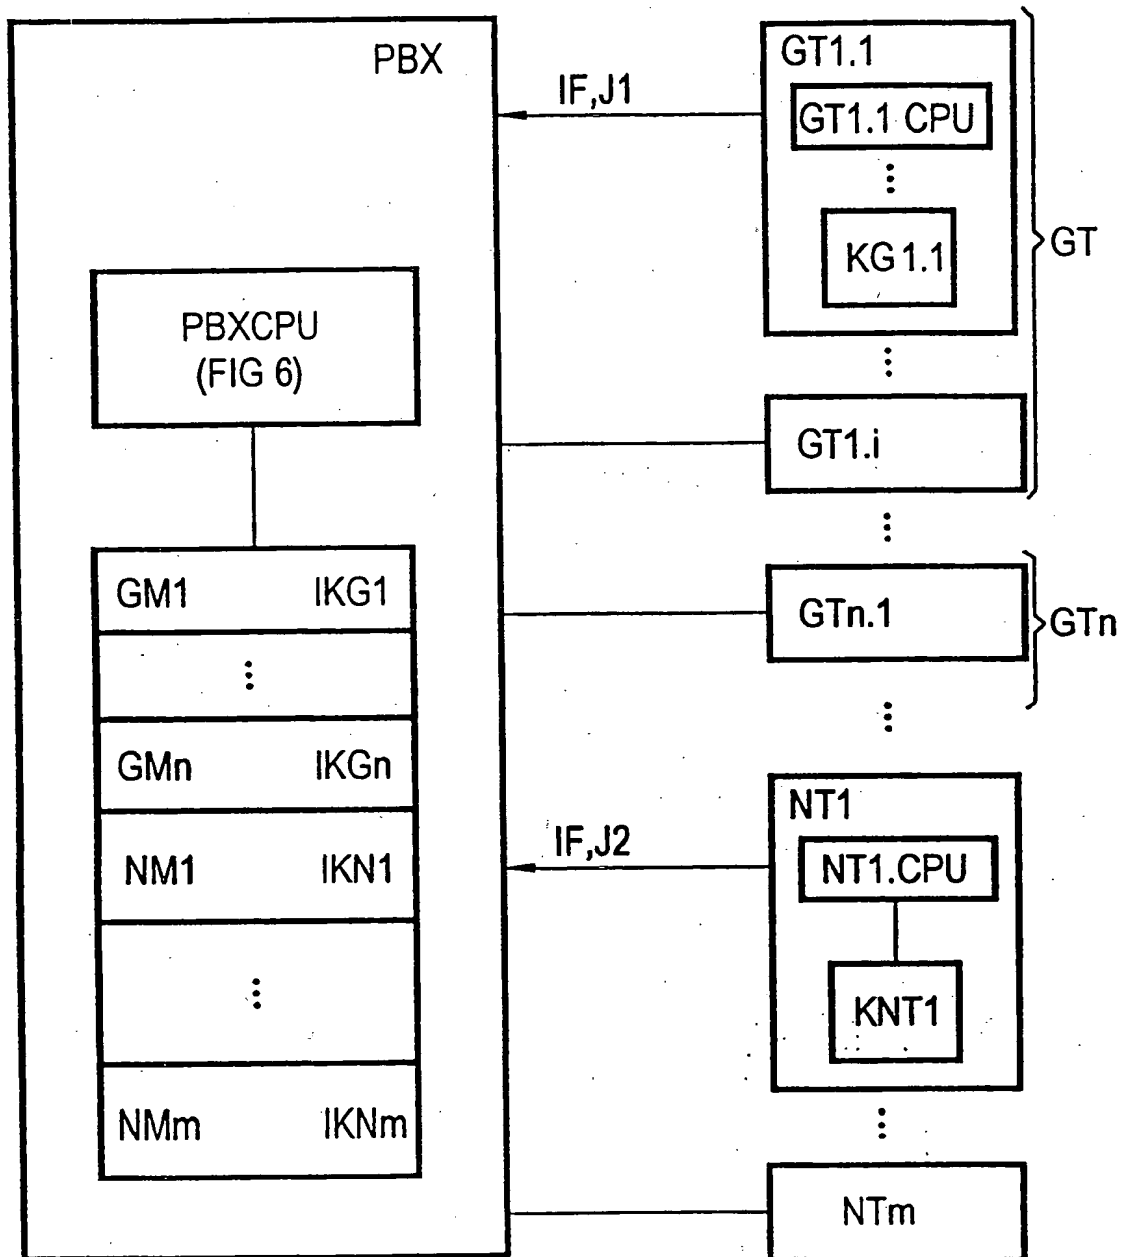 PBX
PBXCPU
(FIG 6)
GM1 IKG1
GMn IKGn
NM1 IKN1
NMm IKNm
IF,J1
GT1.1
GT1.1 CPU
KG 1.1
GT
GT1.i
GTn.1
GTn
IF,J2
NT1
NT1.CPU
KNT1
NTm